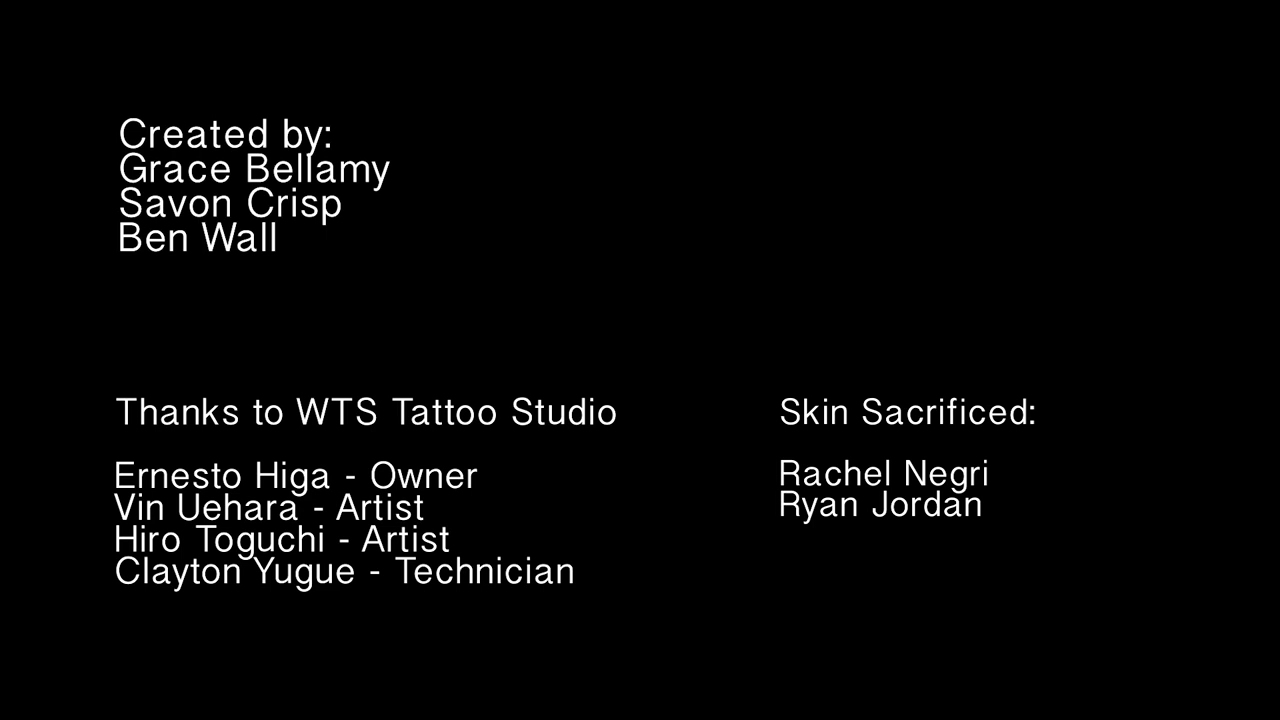 Created by:
Grace Bellamy
Savon Crisp
Ben Wall
Thanks to WTS Tattoo Studio
Ernesto Higa - Owner
Vin Uehara - Artist
Hiro Toguchi - Artist
Clayton Yugue - Technician
Skin Sacrificed:
Rachel Negri
Ryan Jordan